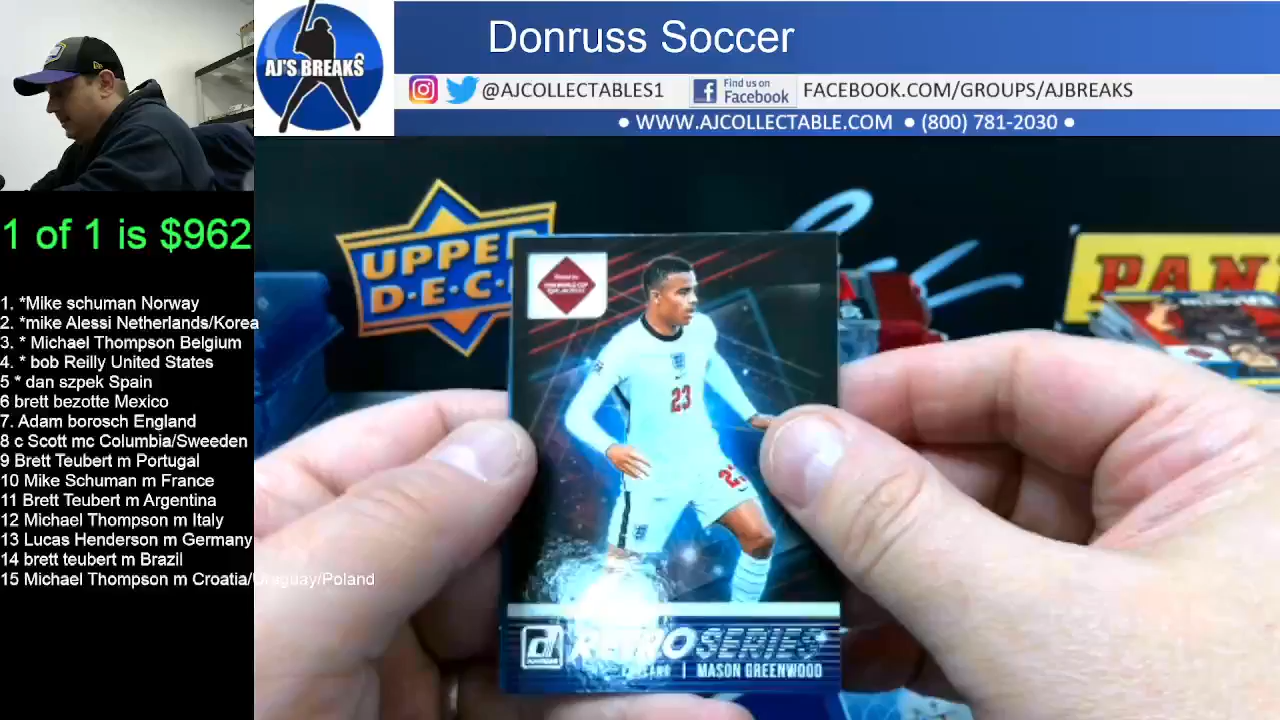 Donruss Soccer
AJ'S BREAKS
@AJCOLLECTABLES1
Find us on
Facebook
FACEBOOK.COM/GROUPS/AJBREAKS
● WWW.AJCOLLECTABLE.COM ● (800) 781-2030 ●
1 of 1 is $962
1. *Mike schuman Norway
2. *mike Alessi Netherlands/Korea
3. * Michael Thompson Belgium
4. * bob Reilly United States
5 * dan szpek Spain
6 brett bezotte Mexico
7. Adam borosch England
8 c Scott mc Columbia/Sweeden
9 Brett Teubert m Portugal
10 Mike Schuman m France
11 Brett Teubert m Argentina
12 Michael Thompson m Italy
13 Lucas Henderson m Germany
14 brett teubert m Brazil
15 Michael Thompson m Croatia/Uraguay/Poland
UPPER
D·E·C·
PANI
23
23
RETRO SERIES
ENGLAND | MASON GREENWOOD